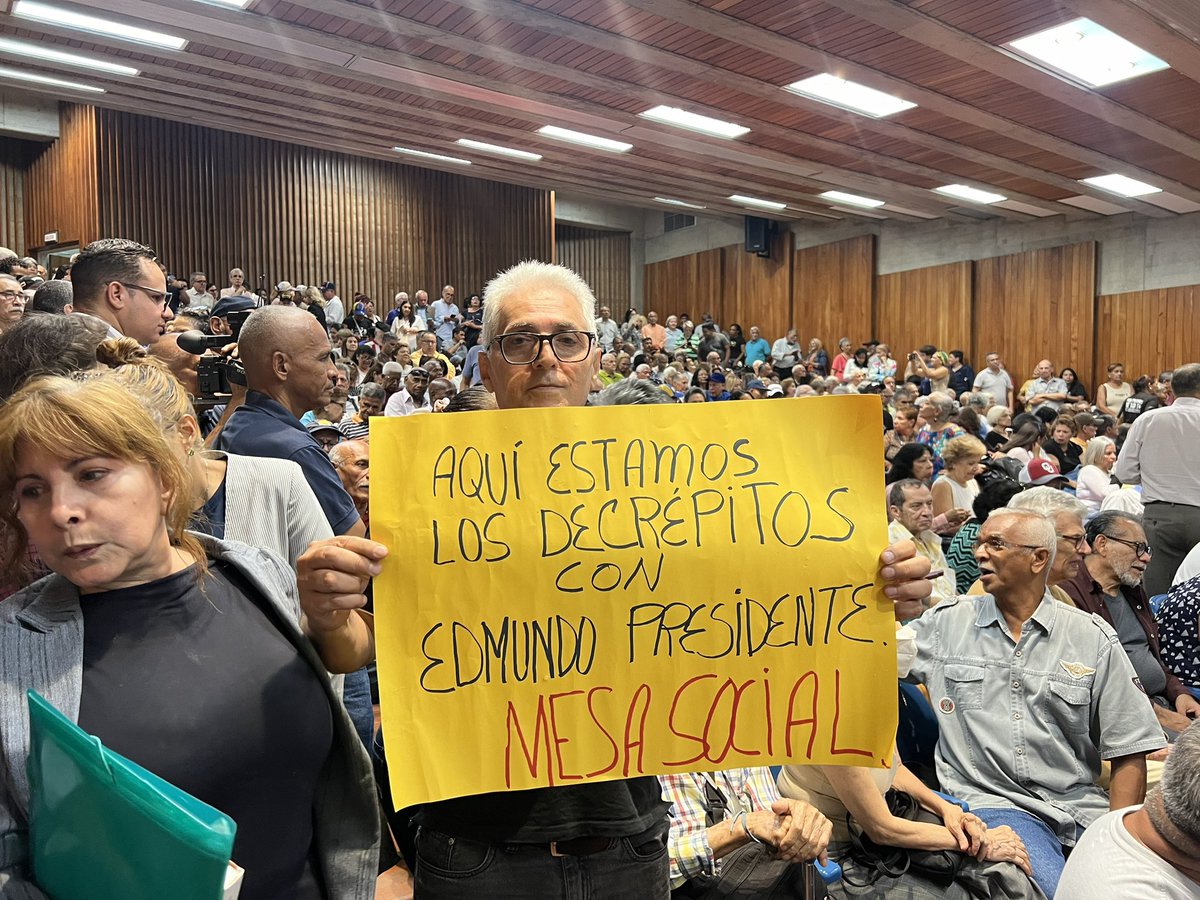 AQUÍ ESTAMOS
LOS DECRÉPITOS
CON
EDMUNDO PRESIDENTE.
MESA SOCIAL